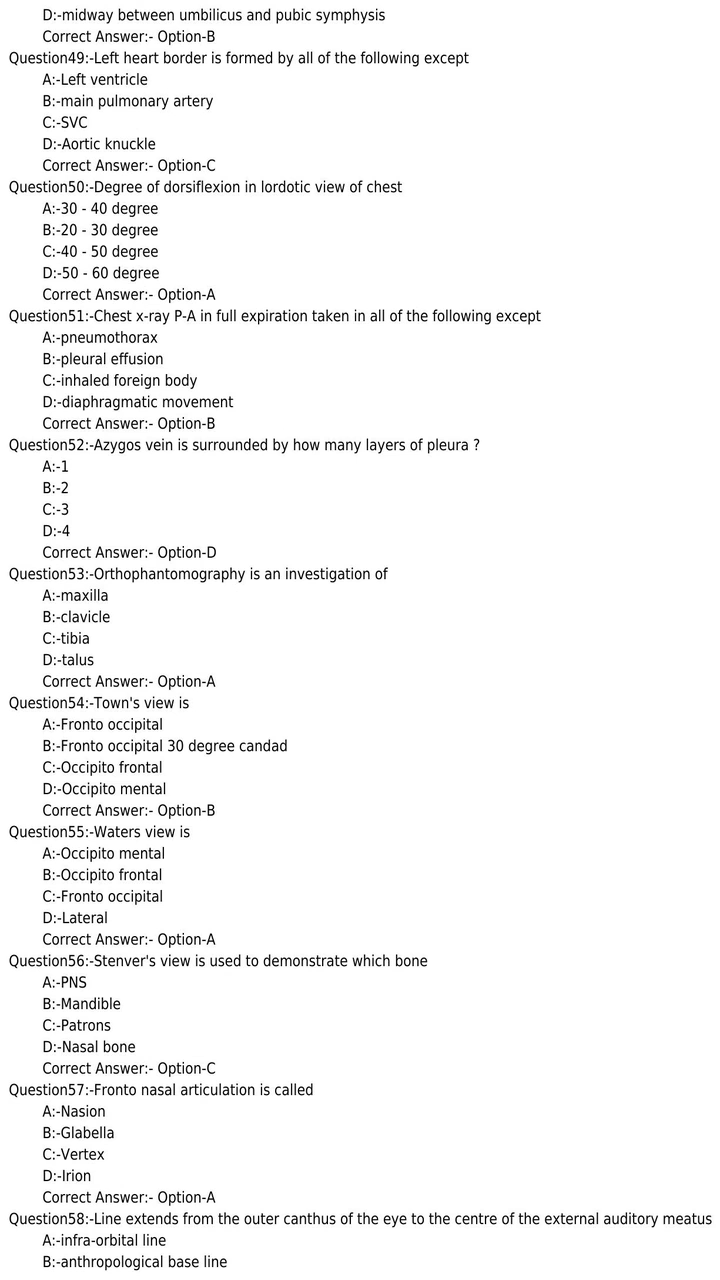 D:-midway between umbilicus and pubic symphysis
Correct Answer:- Option-B
Question49:-Left heart border is formed by all of the following except
A:-Left ventricle
B:-main pulmonary artery
C:-SVC
D:-Aortic knuckle
Correct Answer:- Option-C
Question50:-Degree of dorsiflexion in lordotic view of chest
A:-30 - 40 degree
B:-20 - 30 degree
C:-40 - 50 degree
D:-50 - 60 degree
Correct Answer:- Option-A
Question51:-Chest x-ray P-A in full expiration taken in all of the following except
A:-pneumothorax
B:-pleural effusion
C:-inhaled foreign body
D:-diaphragmatic movement
Correct Answer:- Option-B
Question52:-Azygos vein is surrounded by how many layers of pleura ?
A:-1
B:-2
C:-3
D:-4
Correct Answer:- Option-D
Question53:-Orthophantomography is an investigation of
A:-maxilla
B:-clavicle
C:-tibia
D:-talus
Correct Answer:- Option-A
Question54:-Town's view is
A:-Fronto occipital
B:-Fronto occipital 30 degree candad
C:-Occipito frontal
D:-Occipito mental
Correct Answer:- Option-B
Question55:-Waters view is
A:-Occipito mental
B:-Occipito frontal
C:-Fronto occipital
D:-Lateral
Correct Answer:- Option-A
Question56:-Stenver's view is used to demonstrate which bone
A:-PNS
B:-Mandible
C:-Patrons
D:-Nasal bone
Correct Answer:- Option-C
Question57:-Fronto nasal articulation is called
A:-Nasion
B:-Glabella
C:-Vertex
D:-Irion
Correct Answer:- Option-A
Question58:-Line extends from the outer canthus of the eye to the centre of the external auditory meatus
A:-infra-orbital line
B:-anthropological base line